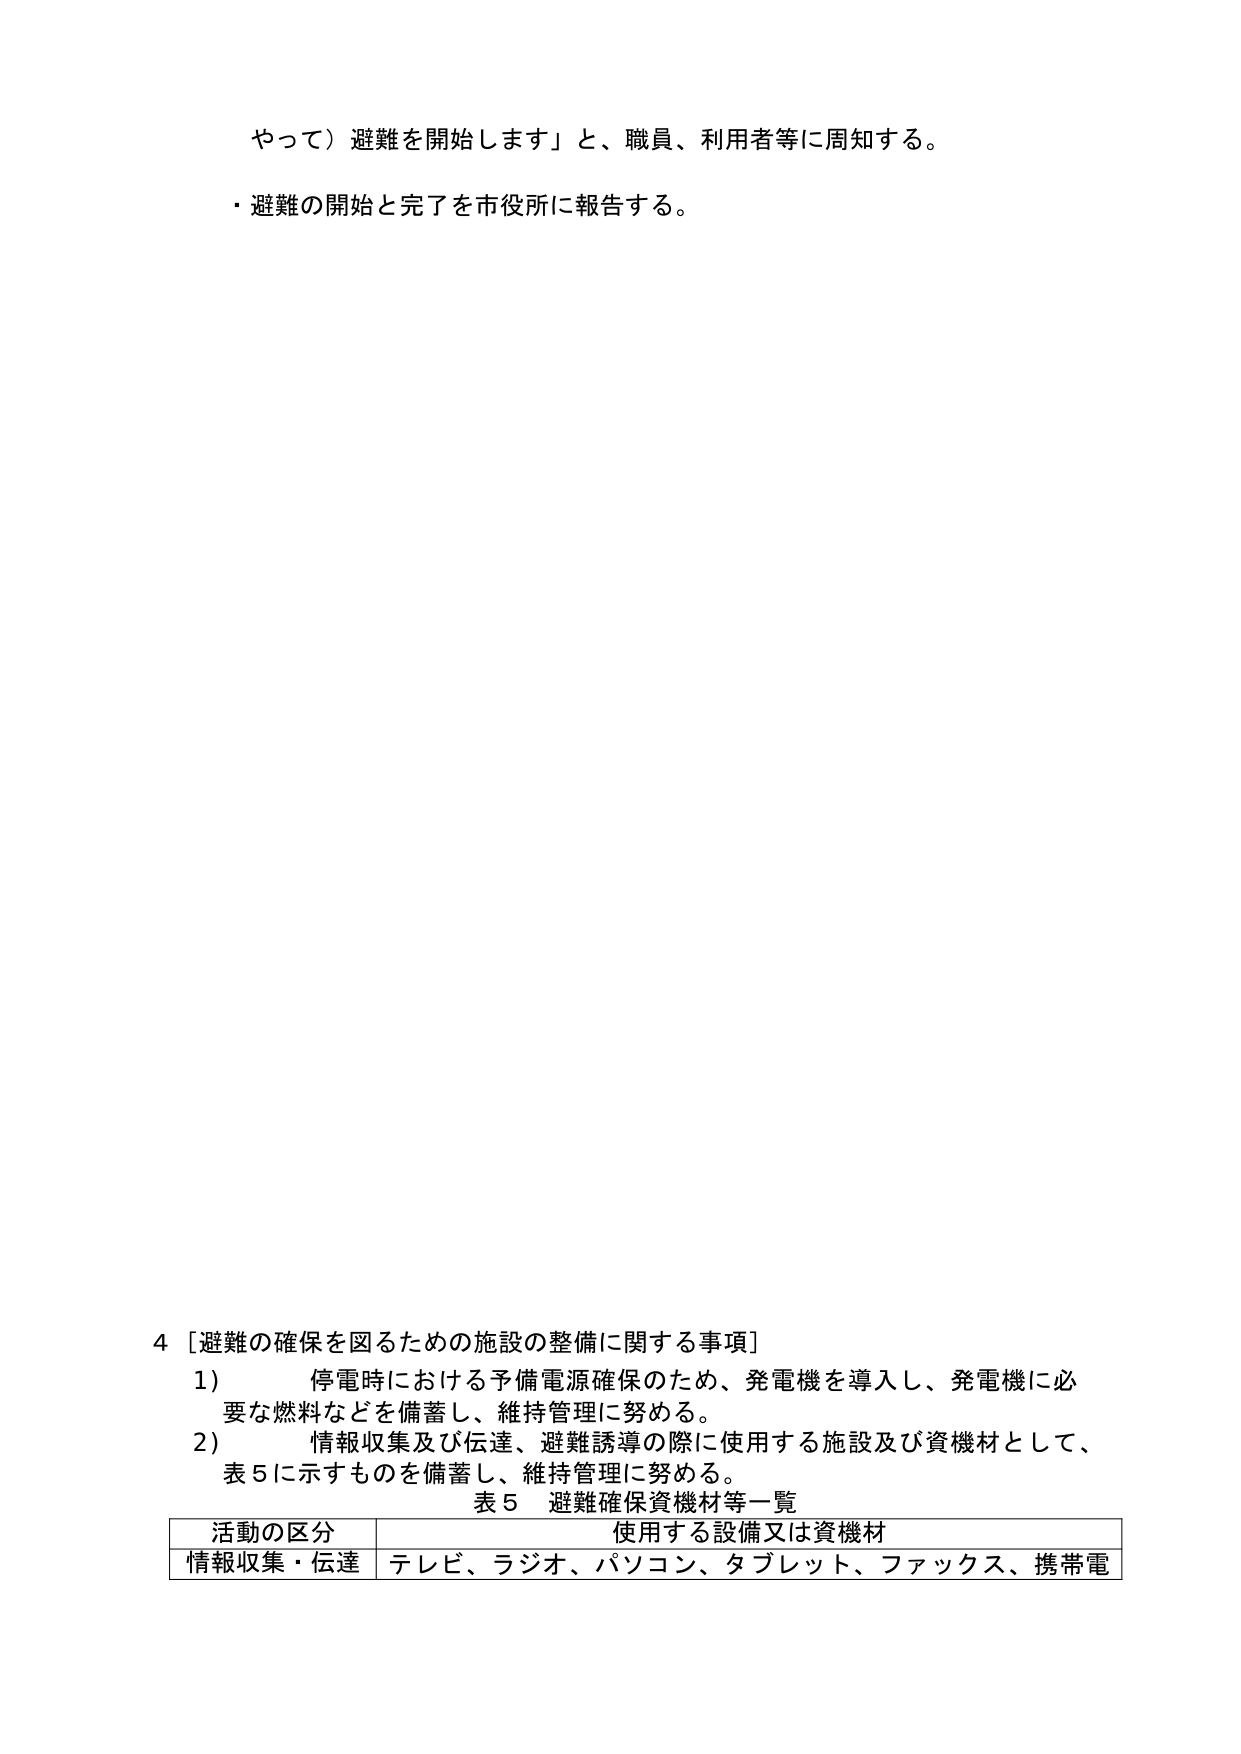 やって）避難を開始します」と、職員、利用者等に周知する。
・避難の開始と完了を市役所に報告する。
４［避難の確保を図るための施設の整備に関する事項］
1)　　　停電時における予備電源確保のため、発電機を導入し、発電機に必
要な燃料などを備蓄し、維持管理に努める。
2)　　　情報収集及び伝達、避難誘導の際に使用する施設及び資機材として、
表５に示すものを備蓄し、維持管理に努める。
表５　避難確保資機材等一覧
活動の区分　使用する設備又は資機材
情報収集・伝達　テレビ、ラジオ、パソコン、タブレット、ファックス、携帯電